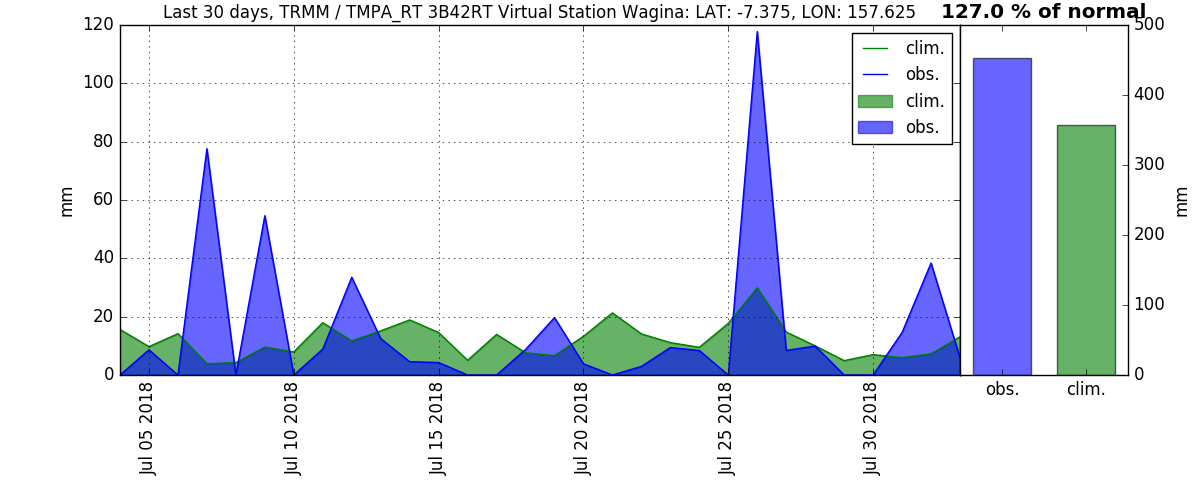 Last 30 days, TRMM / TMPA_RT 3B42RT Virtual Station Wagina: LAT: -7.375, LON: 157.625
127.0 % of normal
120
100
80
60
40
20
0
mm
clim.
obs.
clim.
obs.
500
400
300
200
100
0
mm
Jul 05 2018
Jul 10 2018
Jul 15 2018
Jul 20 2018
Jul 25 2018
Jul 30 2018
obs.
clim.